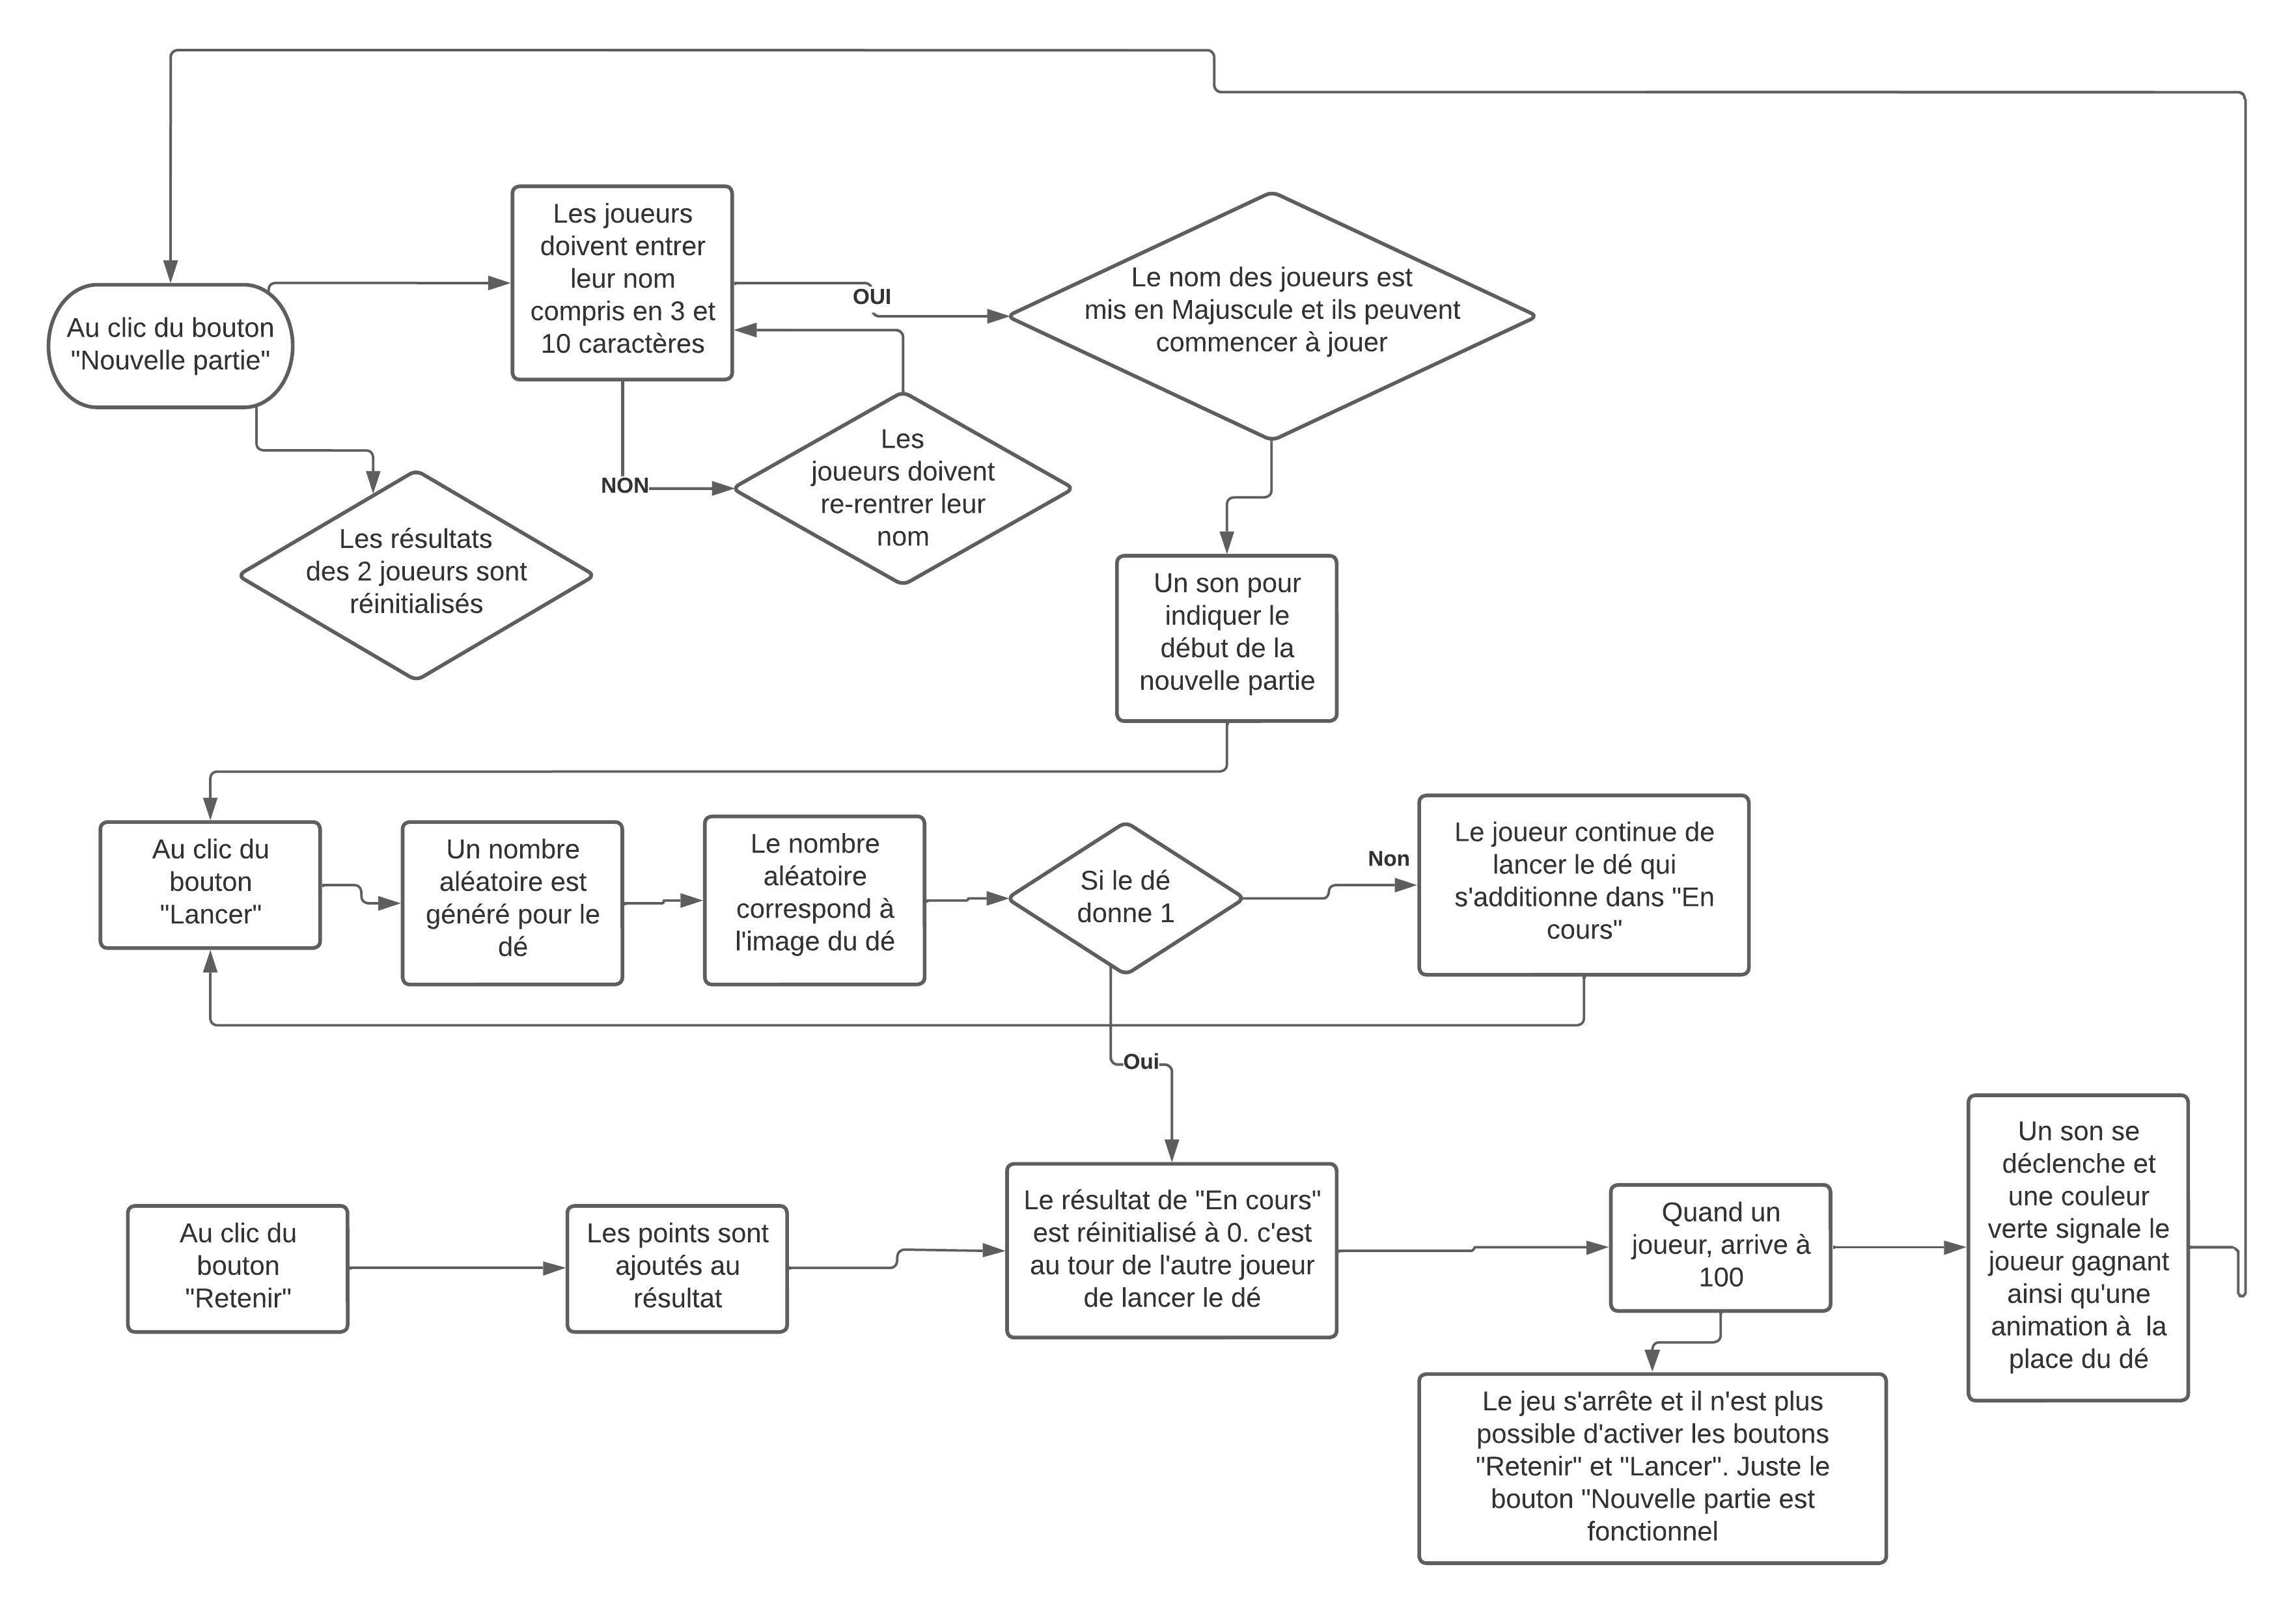 Au clic du bouton
"Nouvelle partie"
Les joueurs
doivent entrer
leur nom
compris en 3 et
10 caractères
OUI
Le nom des joueurs est
mis en Majuscule et ils peuvent
commencer à jouer
NON
Les
joueurs doivent
re-rentrer leur
nom
Les résultats
des 2 joueurs sont
réinitialisés
Un son pour
indiquer le
début de la
nouvelle partie
Au clic du
bouton
"Lancer"
Un nombre
aléatoire est
généré pour le
dé
Le nombre
aléatoire
correspond à
l'image du dé
Si le dé
donne 1
Non
Le joueur continue de
lancer le dé qui
s'additionne dans "En
cours"
Oui
Au clic du
bouton
"Retenir"
Les points sont
ajoutés au
résultat
Le résultat de "En cours"
est réinitialisé à 0. c'est
au tour de l'autre joueur
de lancer le dé
Quand un
joueur, arrive à
100
Un son se
déclenche et
une couleur
verte signale le
joueur gagnant
ainsi qu'une
animation à  la
place du dé
Le jeu s'arrête et il n'est plus
possible d'activer les boutons
"Retenir" et "Lancer". Juste le
bouton "Nouvelle partie est
fonctionnel